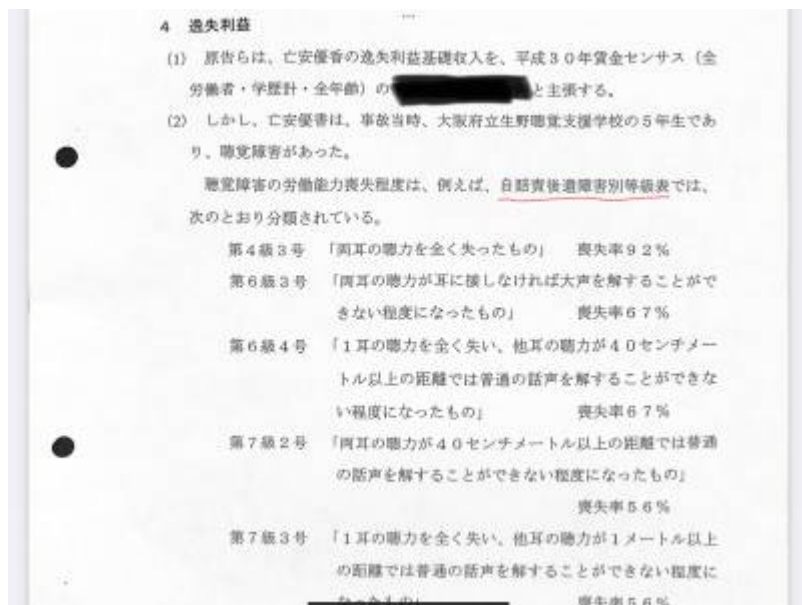 4 逸失利益
(1) 原告らは、亡安優香の逸失利益基礎収入を、平成30年賃金センサス（全
労働者・学歴計・全年齢）の
と主張する。
(2) しかし、亡安優香は、事故当時、大阪府立生野聴覚支援学校の5年生であ
り、聴覚障害があった。
聴覚障害の労働能力喪失程度は、例えば、自賠責後遺障害別等級表では、
次のとおり分類されている。
第4級3号 「両耳の聴力を全く失ったもの」 喪失率92％
第6級3号 「両耳の聴力が耳に接しなければ大声を解することがで
きない程度になったもの」 喪失率67％
第6級4号 「1耳の聴力を全く失い、他耳の聴力が40センチメー
トル以上の距離では普通の話声を解することができな
い程度になったもの」 喪失率67％
第7級2号 「両耳の聴力が40センチメートル以上の距離では普通
の話声を解することができない程度になったもの」
喪失率56％
第7級3号 「1耳の聴力を全く失い、他耳の聴力が1メートル以上
の距離では普通の話声を解することができない程度に
なったもの」 喪失率56％